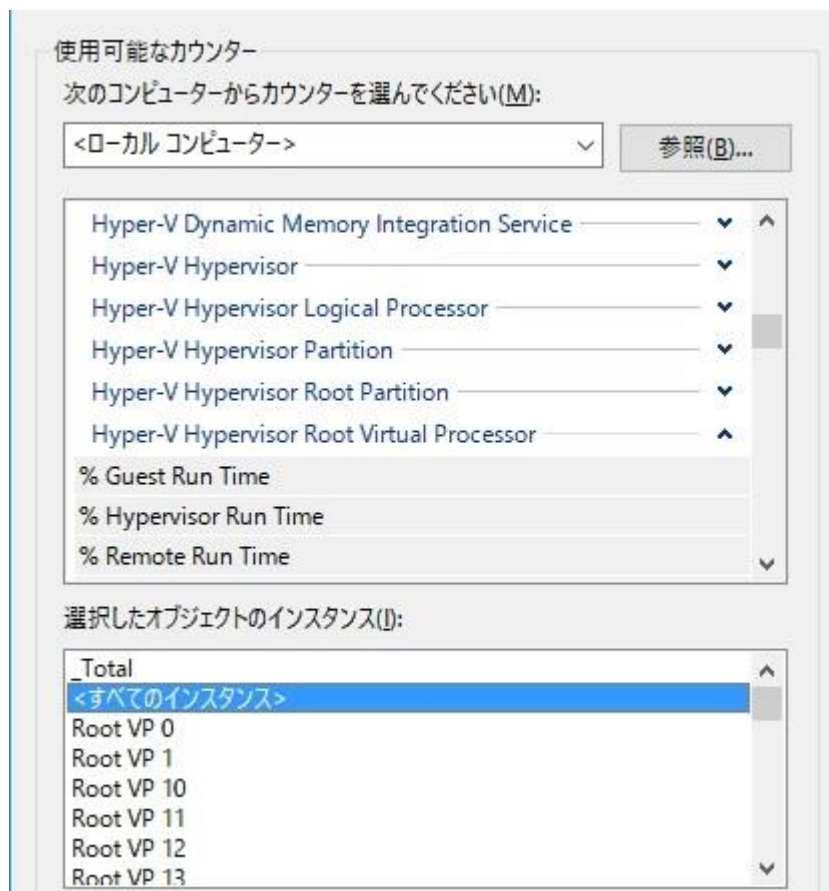 使用可能なカウンター
次のコンピューターからカウンターを選んでください(M):
<ローカル コンピューター>
参照(B)...
Hyper-V Dynamic Memory Integration Service
Hyper-V Hypervisor
Hyper-V Hypervisor Logical Processor
Hyper-V Hypervisor Partition
Hyper-V Hypervisor Root Partition
Hyper-V Hypervisor Root Virtual Processor
% Guest Run Time
% Hypervisor Run Time
% Remote Run Time
選択したオブジェクトのインスタンス(I):
_Total
<すべてのインスタンス>
Root VP 0
Root VP 1
Root VP 10
Root VP 11
Root VP 12
Root VP 13